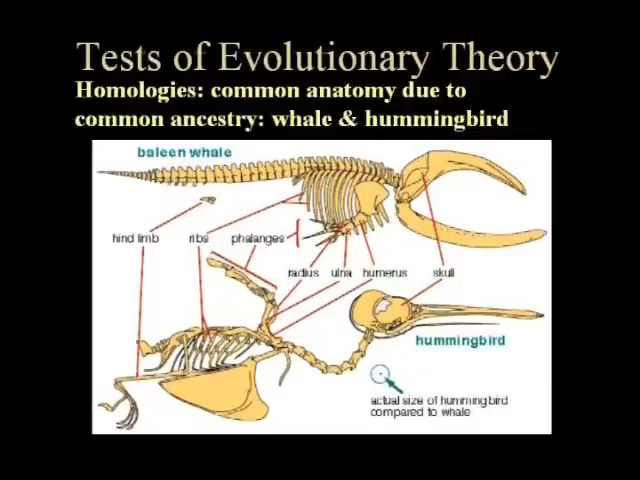 Tests of Evolutionary Theory
Homologies: common anatomy due to
common ancestry: whale & hummingbird
baleen whale
hind limb
ribs
phalanges
radius
ulna
humerus
skull
hummingbird
actual size of hummingbird
compared to whale